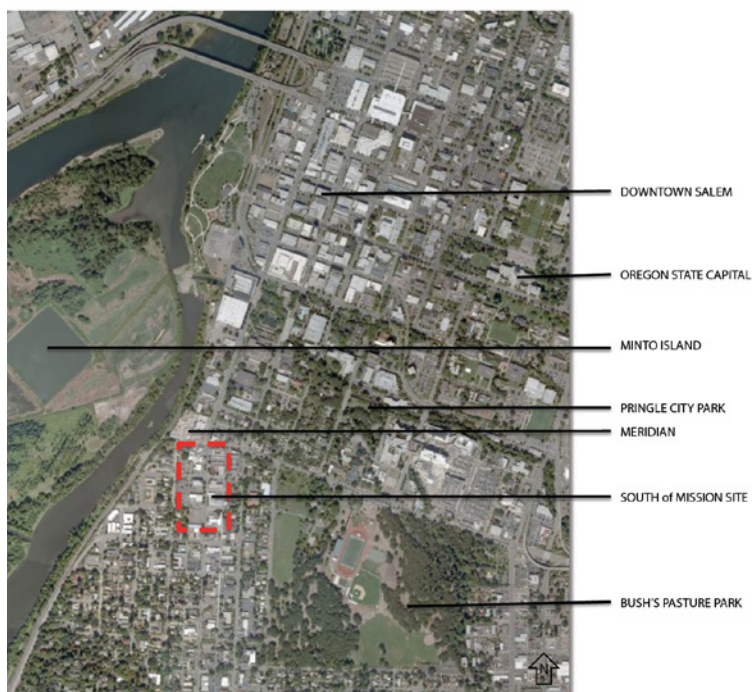 DOWNTOWN SALEM
OREGON STATE CAPITAL
MINTO ISLAND
PRINGLE CITY PARK
MERIDIAN
SOUTH of MISSION SITE
BUSH'S PASTURE PARK
N